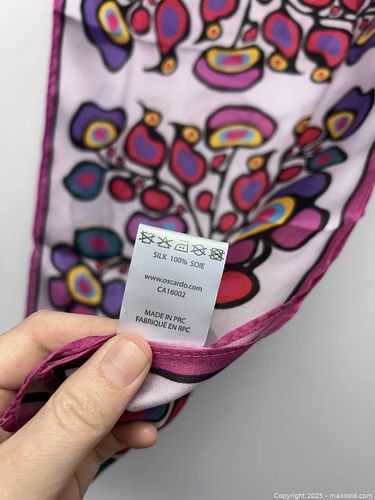 SILK 100% SOIE
www.oscardo.com
CA16002
MADE IN PRC
FABRIQUÉ EN RPC
Copyright 2025 - maxsold.com